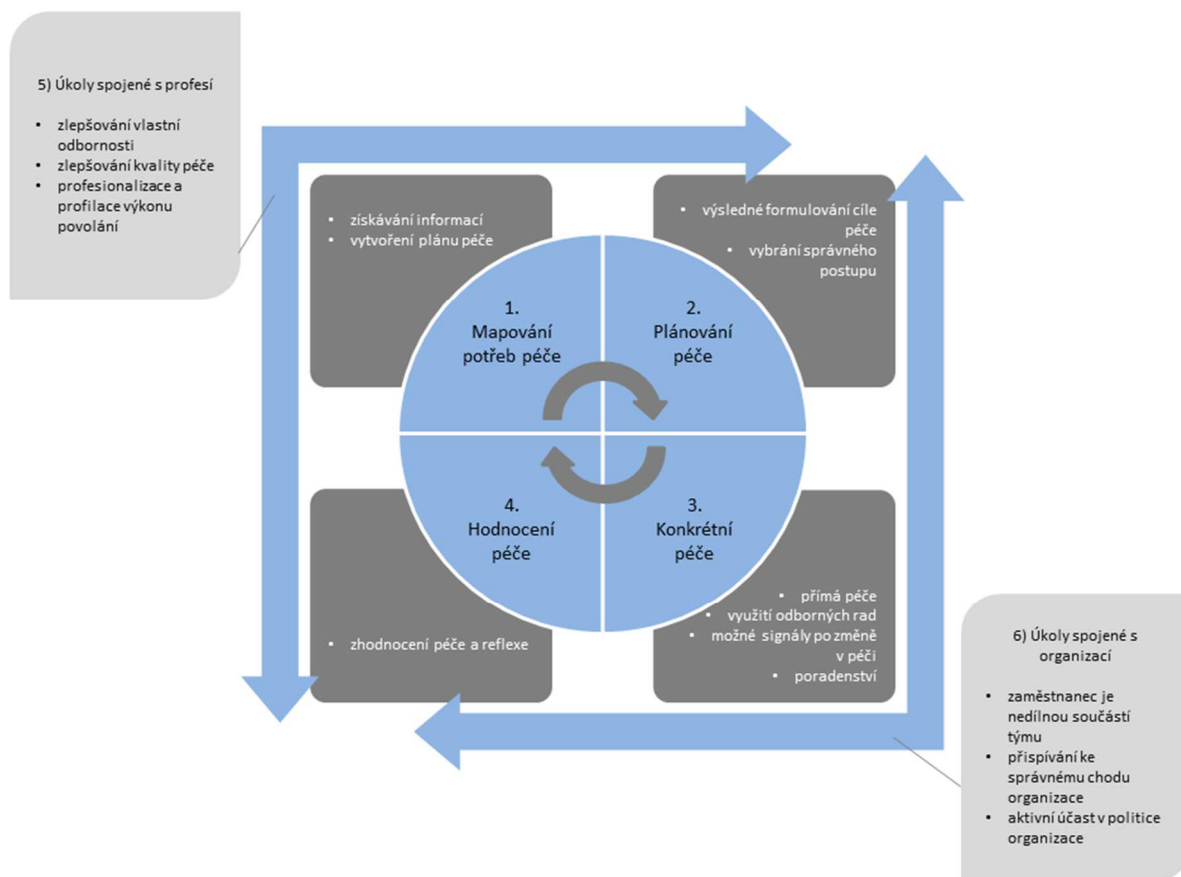 5) Úkoly spojené s profesí
• zlepšování vlastní
odbornosti
• zlepšování kvality péče
• profesionalizace a
profilace výkonu
povolání
• získávání informací
• vytvoření plánu péče
• výsledné formulování cíle
péče
• vybrání správného
postupu
1.
Mapování
potřeb péče
2.
Plánování
péče
4.
Hodnocení
péče
3.
Konkrétní
péče
• zhodnocení péče a reflexe
• přímá péče
• využití odborných rad
• možné signály po změně
v péči
• poradenství
6) Úkoly spojené s
organizací
• zaměstnanec je
nedílnou součástí
týmu
• přispívání ke
správnému chodu
organizace
• aktivní účast v politice
organizace